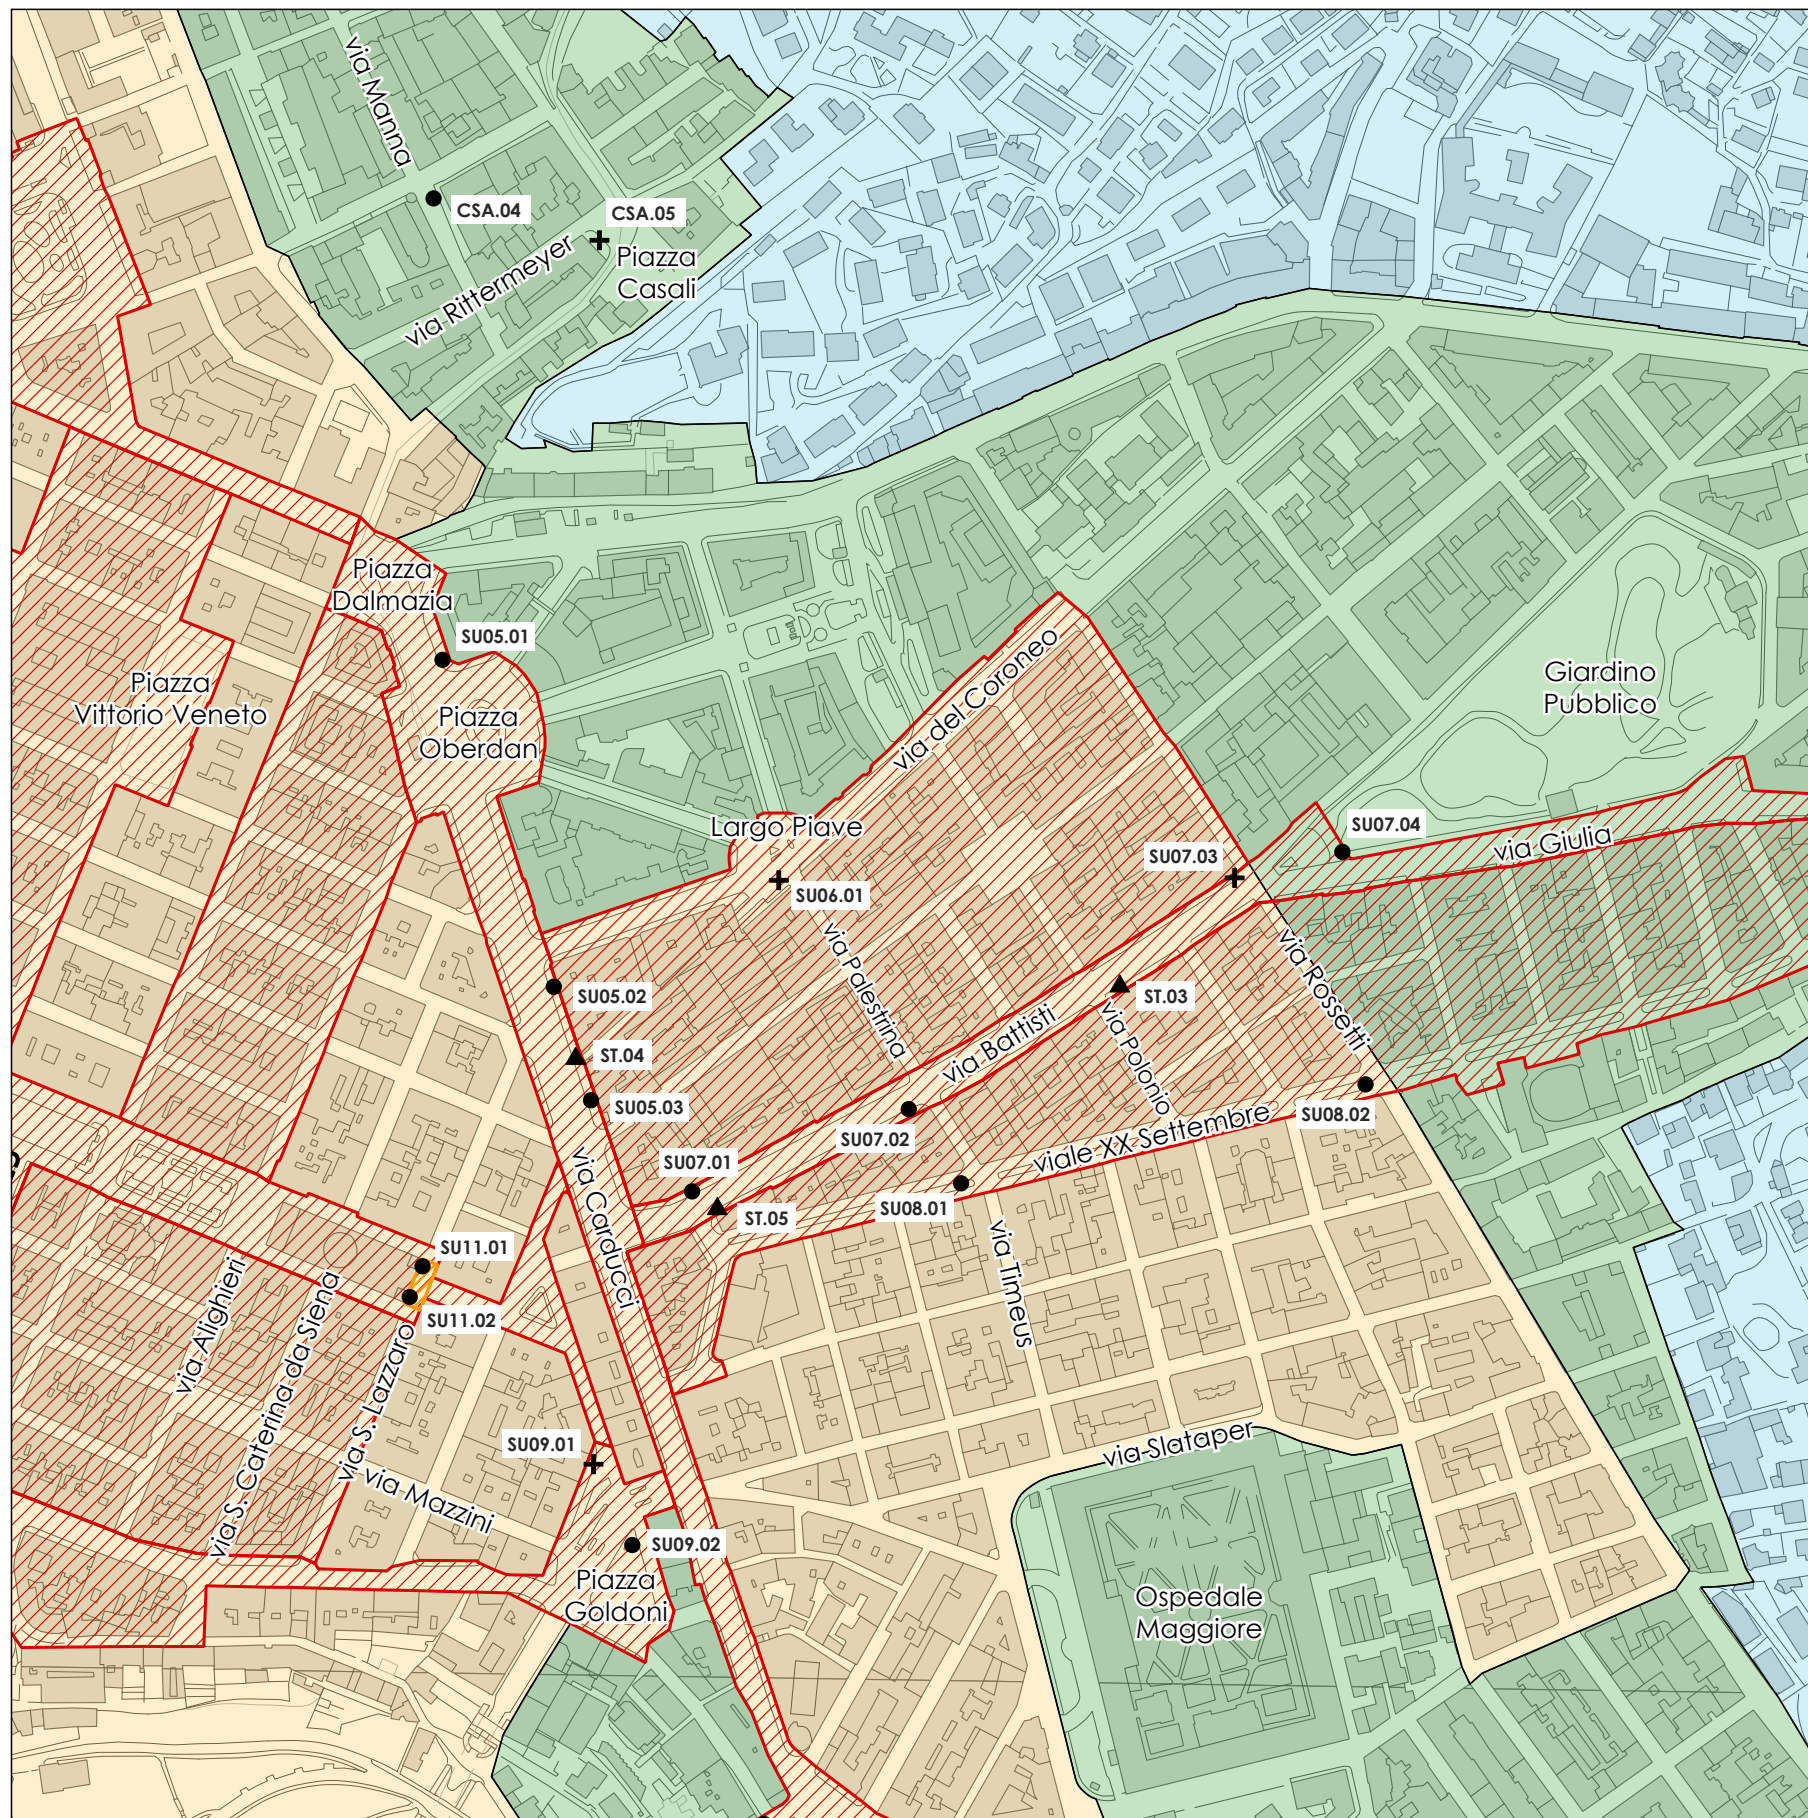 via Manna
CSA.04
CSA.05
Piazza
Casali
via Rittermeyer
Piazza
Dalmazia
SU05.01
Piazza
Vittorio Veneto
Piazza
Oberdan
via del Coroneo
Giardino
Pubblico
Largo Piave
SU06.01
SU07.03
SU07.04
via Giulia
via Palestrina
via Rossetti
SU05.02
ST.03
via Battisti
via Polonio
ST.04
SU05.03
SU07.02
SU08.02
viale XX Settembre
SU07.01
ST.05
SU08.01
via Carducci
via Timeus
SU11.01
SU11.02
via Alighieri
via S. Caterina da Siena
via S. Lazzaro
via Mazzini
SU09.01
via Slataper
SU09.02
Piazza
Goldoni
Ospedale
Maggiore